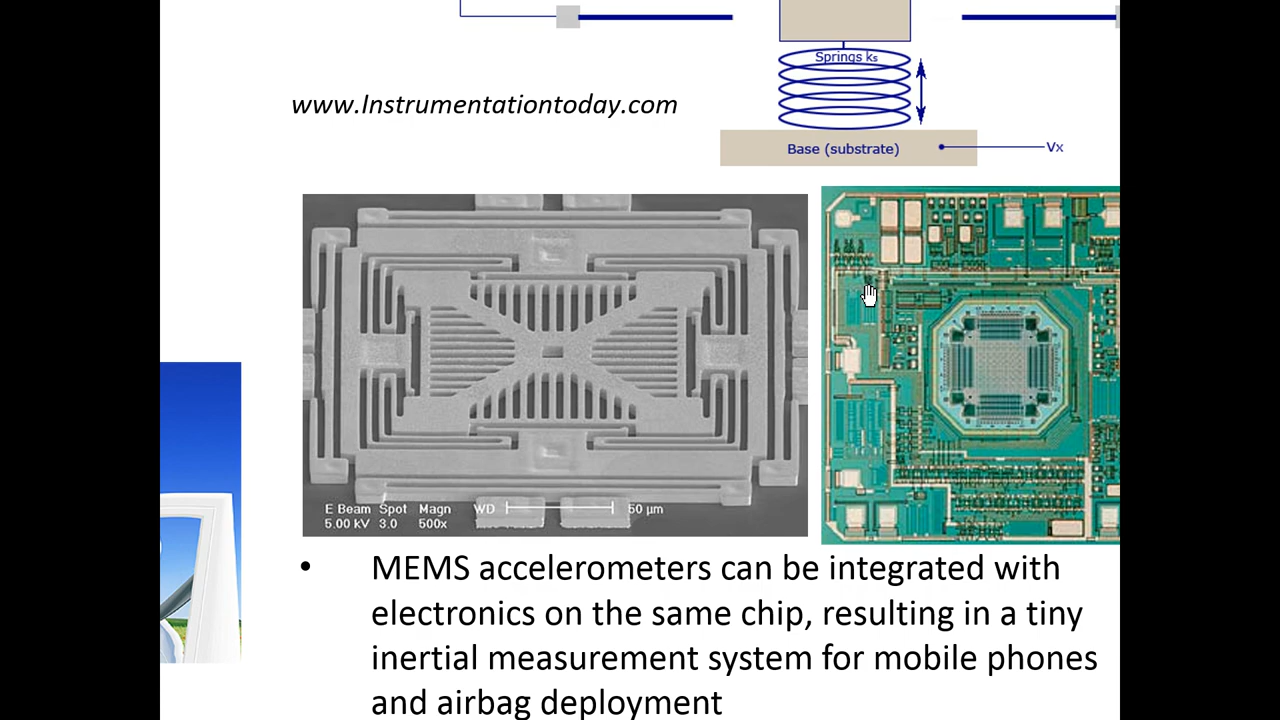 Springs ks
www.Instrumentationtoday.com
Base (substrate)
Vx
E Beam Spot Magn WD 50 µm
5.00 kV 3.0 500x
• MEMS accelerometers can be integrated with
electronics on the same chip, resulting in a tiny
inertial measurement system for mobile phones
and airbag deployment